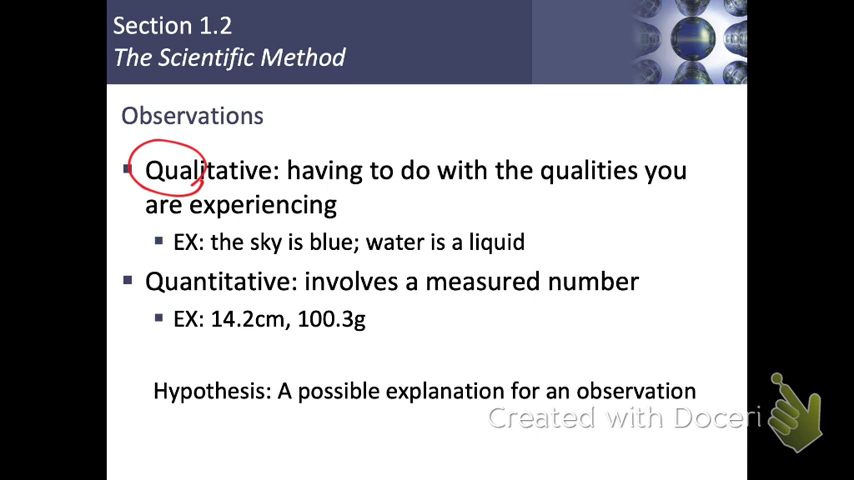 Section 1.2
The Scientific Method
Observations
▪ Qualitative: having to do with the qualities you
are experiencing
▪ EX: the sky is blue; water is a liquid
▪ Quantitative: involves a measured number
▪ EX: 14.2cm, 100.3g
Hypothesis: A possible explanation for an observation
Created with Doceri